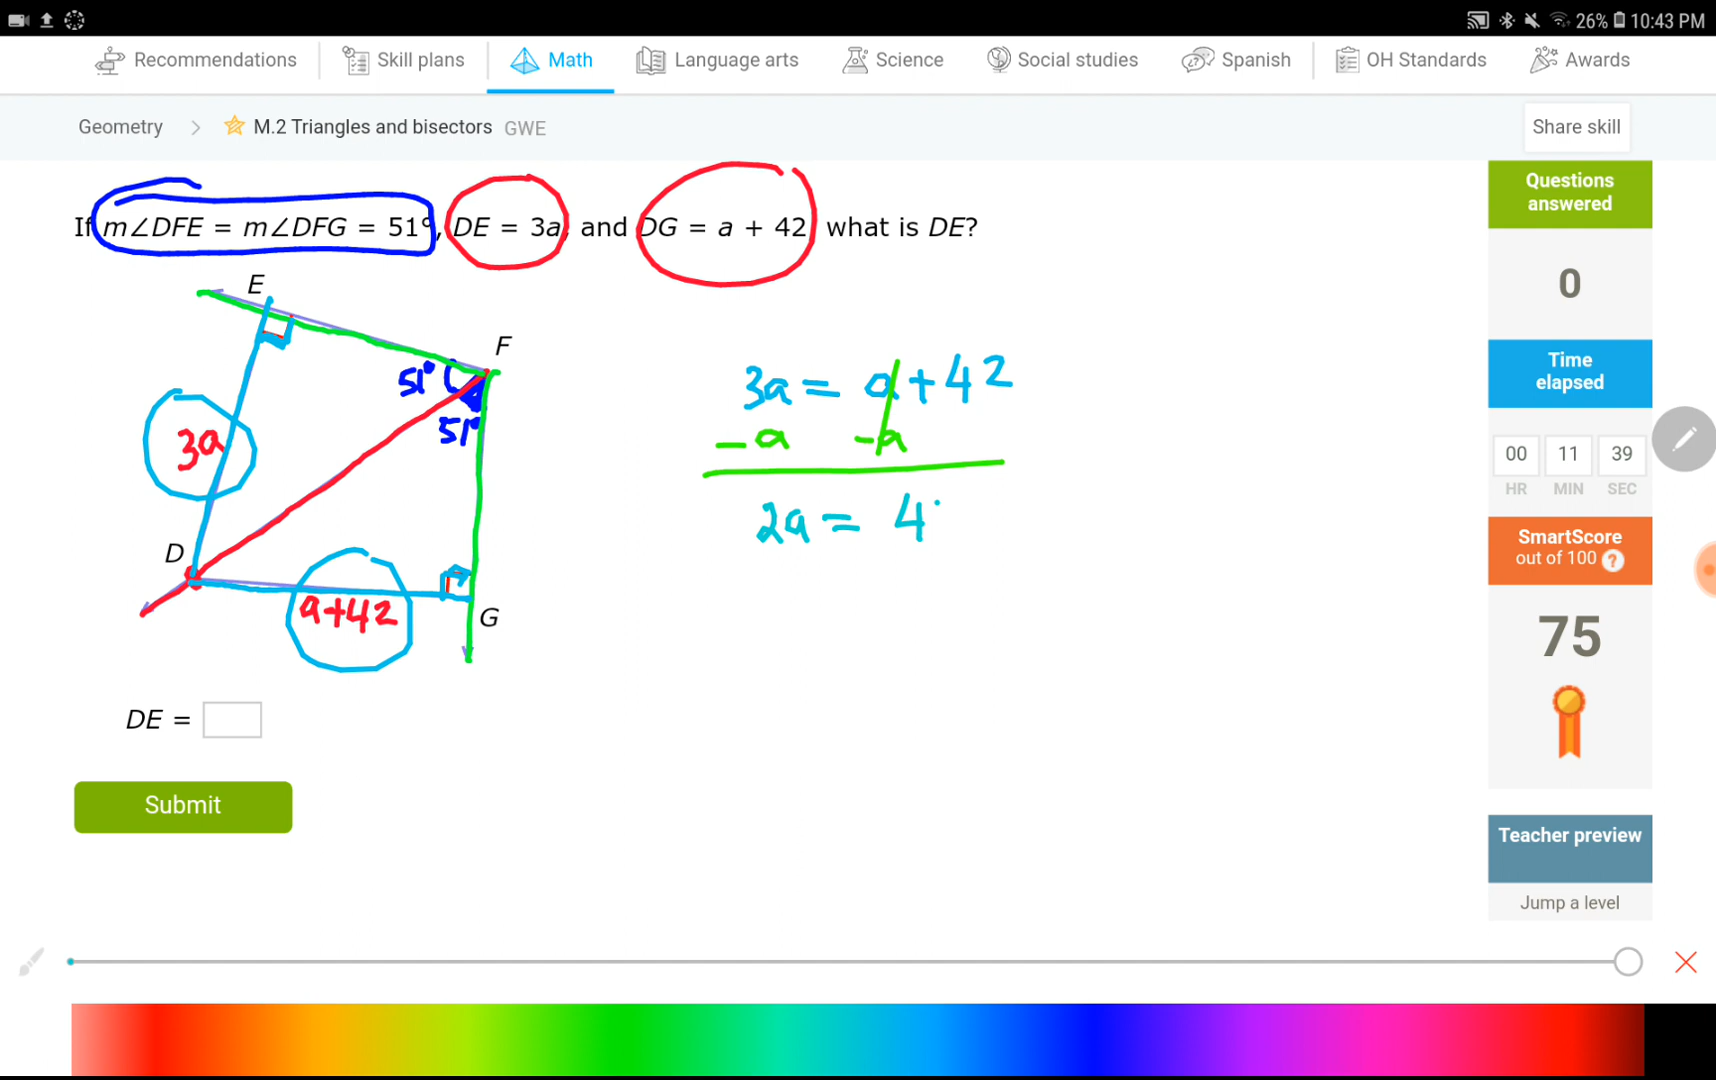 26% 10:43 PM
Recommendations Skill plans Math Language arts Science Social studies Spanish OH Standards Awards
Geometry > M.2 Triangles and bisectors GWE
Share skill
If m∠DFE = m∠DFG = 51°, DE = 3a, and DG = a + 42, what is DE?
E
F
51°
51°
3a
D
a+42
G
3a = a+42
-a -a
2a = 4
DE =
Submit
Questions
answered
0
Time
elapsed
00 11 39
HR MIN SEC
SmartScore
out of 100 ?
75
Teacher preview
Jump a level